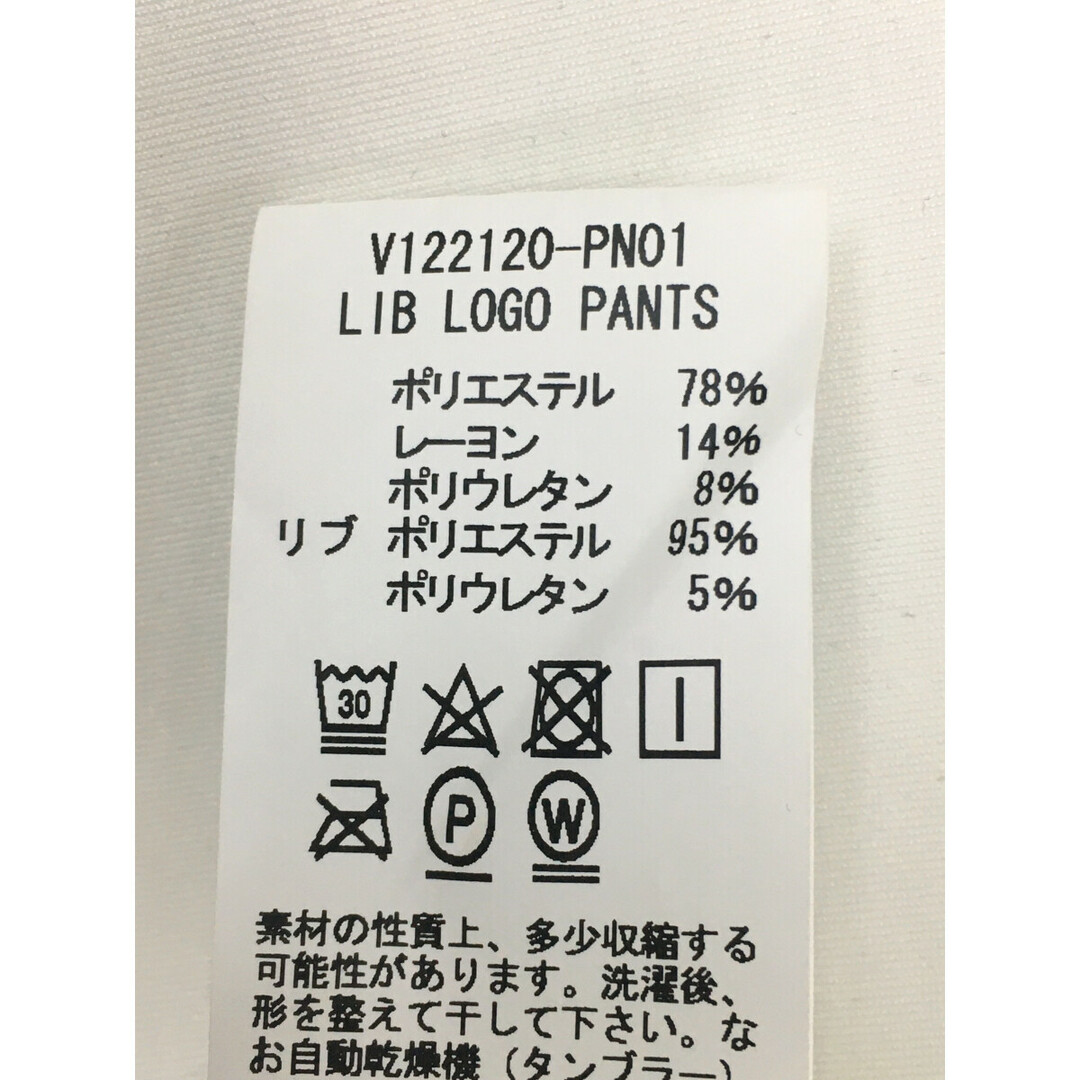 V122120-PN01
LIB LOGO PANTS
ポリエステル 78%
レーヨン 14%
ポリウレタン 8%
リブ ポリエステル 95%
ポリウレタン 5%
30
P W
素材の性質上、多少収縮する
可能性があります。洗濯後、
形を整えて干して下さい。な
お自動乾燥機(タンブラー)